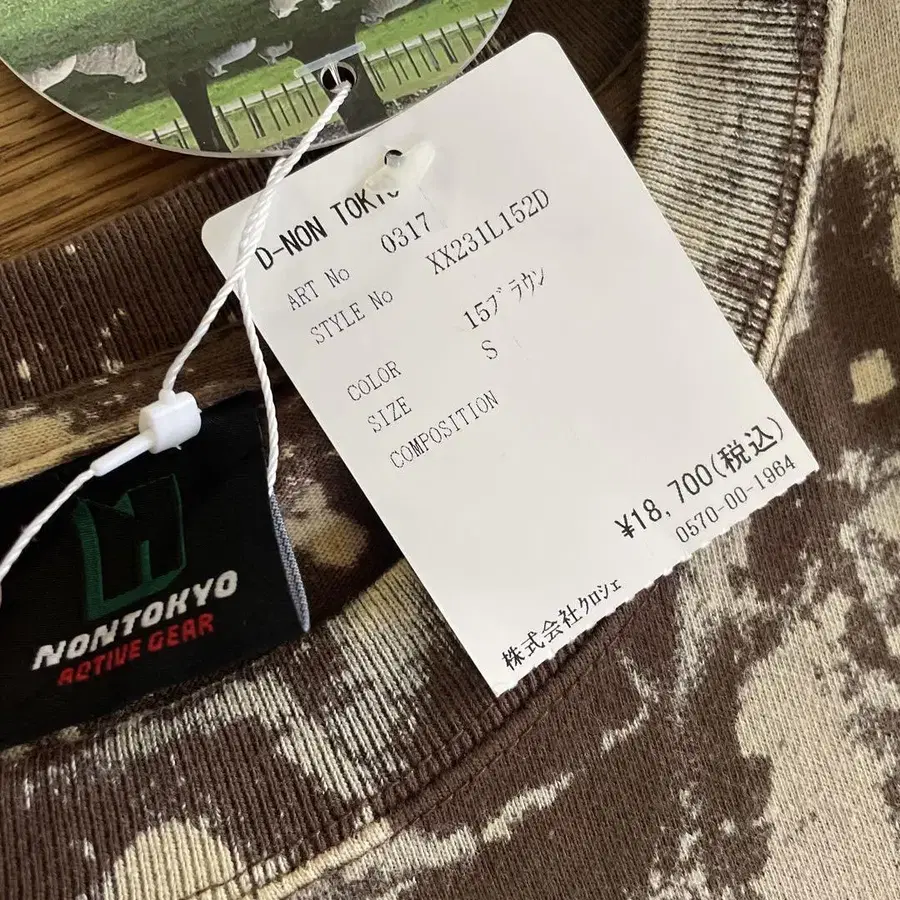 D-NON TOKYO
ART No 0317
STYLE No XX231L152D
COLOR 15ﾌﾞﾗｳﾝ
SIZE S
COMPOSITION
¥18,700(税込)
0570-00-1964
株式会社ｸﾛｼｪ
NONTOKYO
ACTIVE GEAR